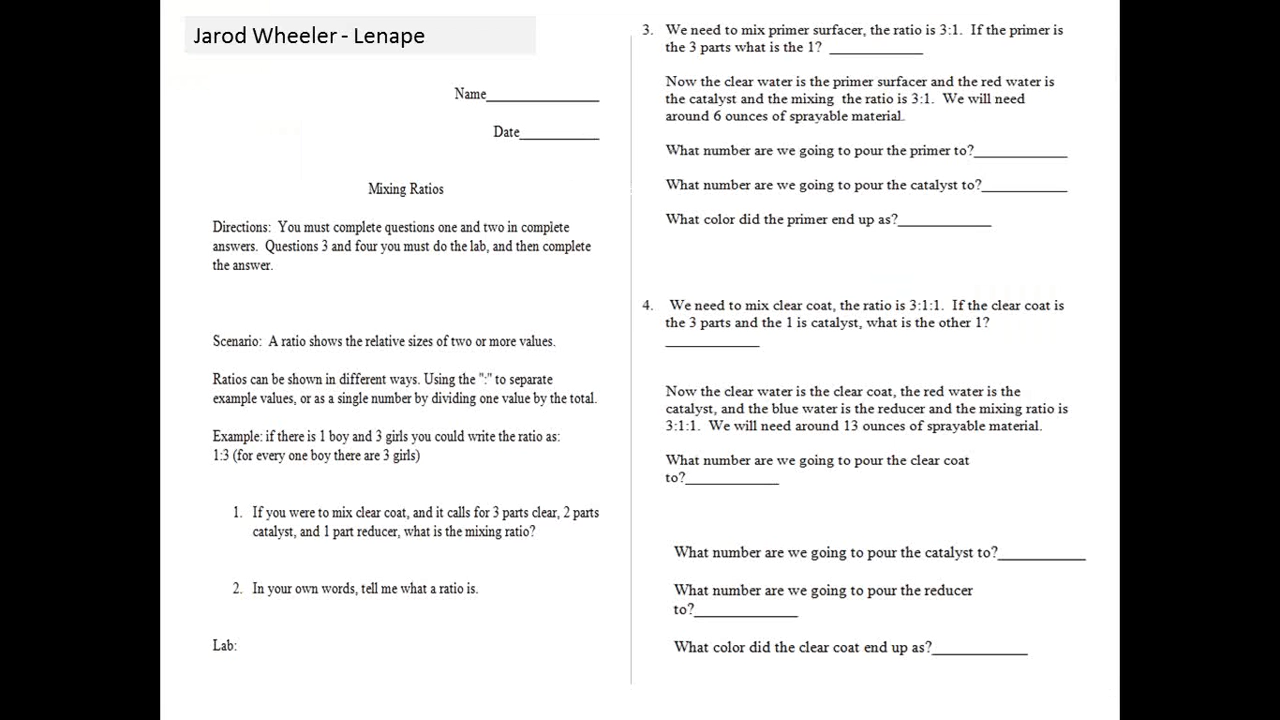 Jarod Wheeler - Lenape
Name_______________
Date___________
Mixing Ratios
Directions: You must complete questions one and two in complete
answers. Questions 3 and four you must do the lab, and then complete
the answer.
Scenario: A ratio shows the relative sizes of two or more values.
Ratios can be shown in different ways. Using the ":" to separate
example values, or as a single number by dividing one value by the total.
Example: if there is 1 boy and 3 girls you could write the ratio as:
1:3 (for every one boy there are 3 girls)
1. If you were to mix clear coat, and it calls for 3 parts clear, 2 parts
catalyst, and 1 part reducer, what is the mixing ratio?
2. In your own words, tell me what a ratio is.
Lab:
3. We need to mix primer surfacer, the ratio is 3:1. If the primer is
the 3 parts what is the 1? ____________
Now the clear water is the primer surfacer and the red water is
the catalyst and the mixing the ratio is 3:1. We will need
around 6 ounces of sprayable material.
What number are we going to pour the primer to?____________
What number are we going to pour the catalyst to?___________
What color did the primer end up as?____________
4. We need to mix clear coat, the ratio is 3:1:1. If the clear coat is
the 3 parts and the 1 is catalyst, what is the other 1?
____________
Now the clear water is the clear coat, the red water is the
catalyst, and the blue water is the reducer and the mixing ratio is
3:1:1. We will need around 13 ounces of sprayable material.
What number are we going to pour the clear coat
to?____________
What number are we going to pour the catalyst to?___________
What number are we going to pour the reducer
to?_____________
What color did the clear coat end up as?____________